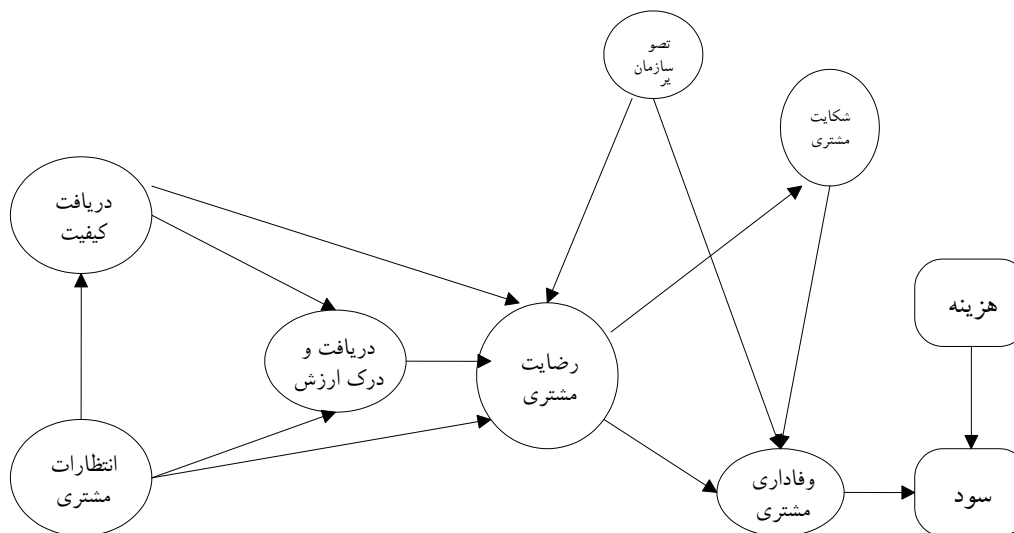 تصو
سازمان
یر
شکایت
مشتری
دریافت
کیفیت
هزینه
دریافت و
درک ارزش
رضایت
مشتری
انتظارات
مشتری
وفاداری
مشتری
سود